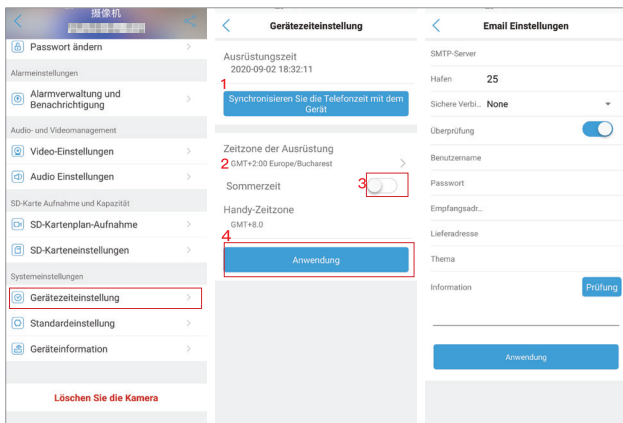 摄像机
Passwort ändern
Alarmeinstellungen
Alarmverwaltung und
Benachrichtigung
Audio- und Videomanagement
Video-Einstellungen
Audio Einstellungen
SD-Karte Aufnahme und Kapazität
SD-Kartenplan-Aufnahme
SD-Karteneinstellungen
Systemeinstellungen
Gerätezeiteinstellung
Standardeinstellung
Geräteinformation
Löschen Sie die Kamera
Gerätezeiteinstellung
Ausrüstungszeit
2020-09-02 18:32:11
1
Synchronisieren Sie die Telefonzeit mit dem
Gerät
Zeitzone der Ausrüstung
2 GMT+2:00 Europe/Bucharest
Sommerzeit 3
Handy-Zeitzone
GMT+8.0
4
Anwendung
Email Einstellungen
SMTP-Server
Hafen 25
Sichere Verbi... None
Überprüfung
Benutzername
Passwort
Empfangsadr...
Lieferadresse
Thema
Information Prüfung
Anwendung